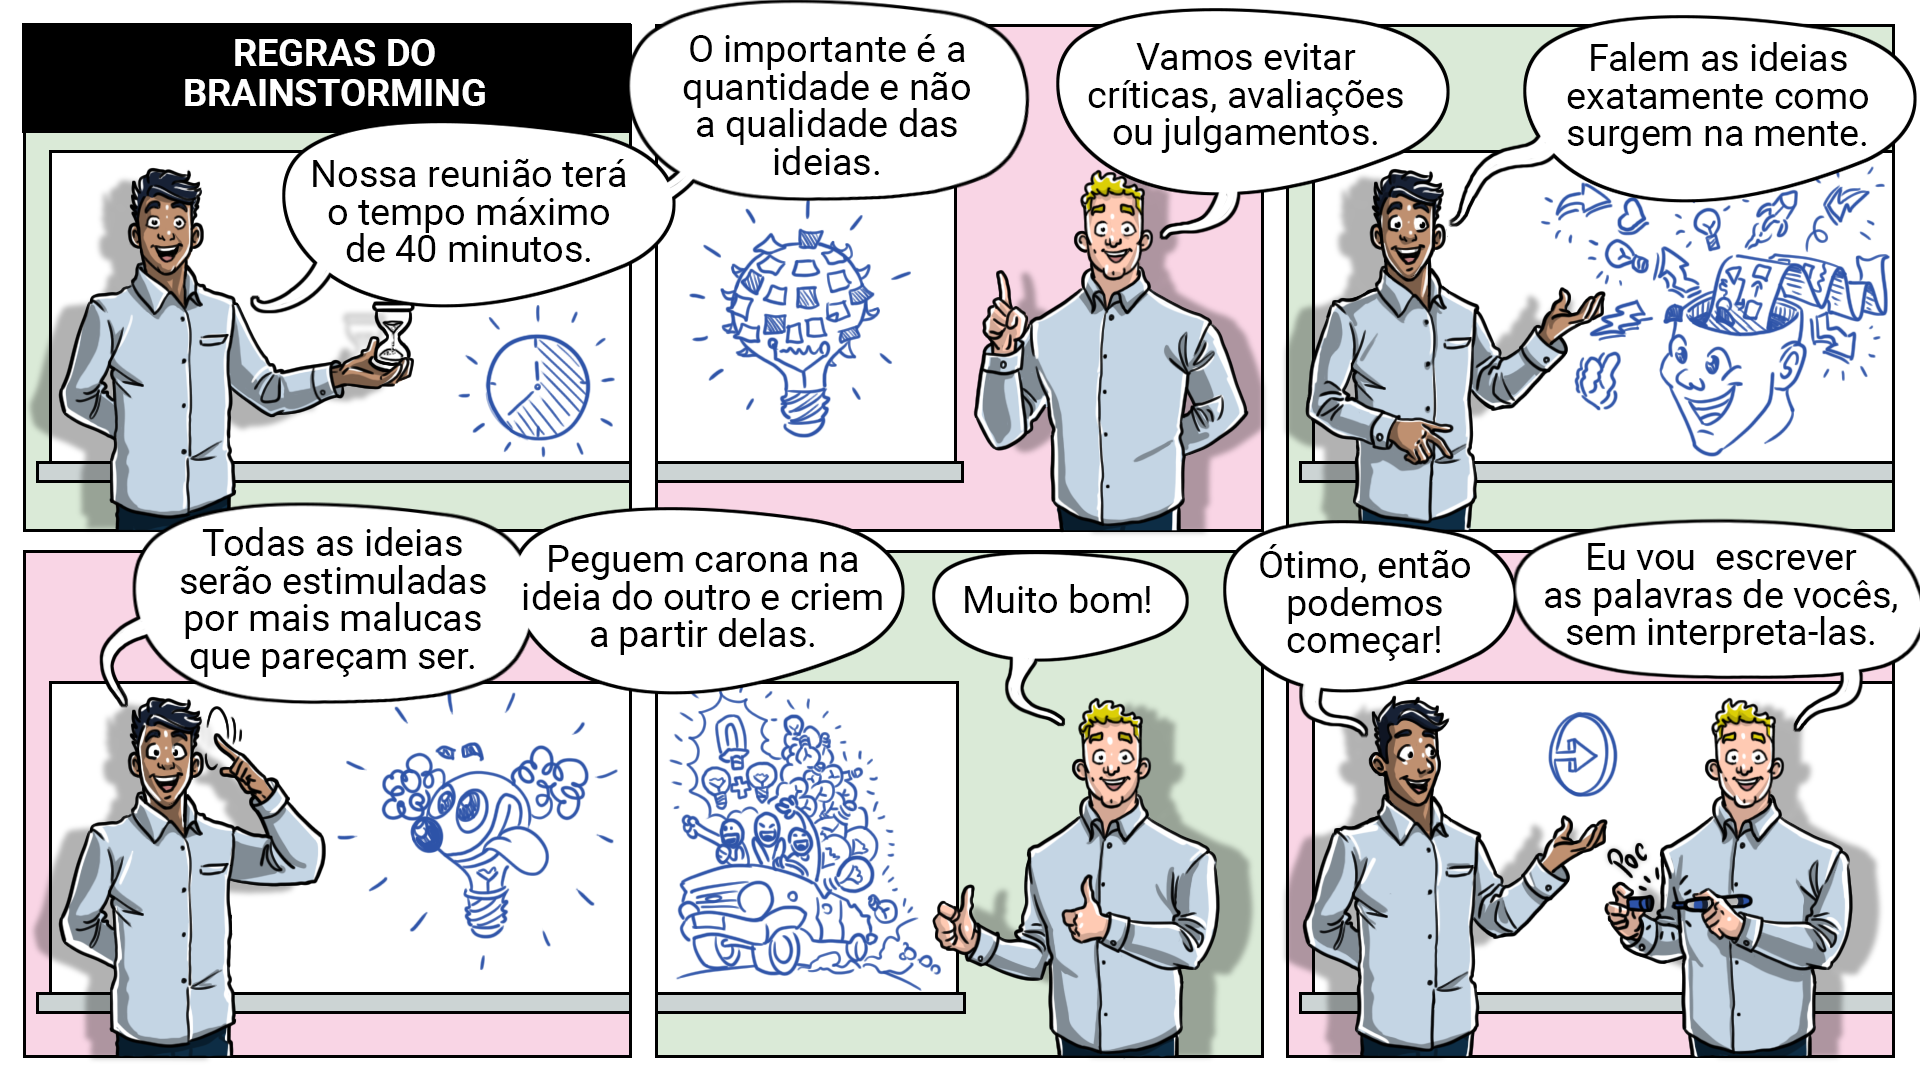 REGRAS DO
BRAINSTORMING
Nossa reunião terá
o tempo máximo
de 40 minutos.
O importante é a
quantidade e não
a qualidade das
ideias.
Vamos evitar
críticas, avaliações
ou julgamentos.
Falem as ideias
exatamente como
surgem na mente.
Todas as ideias
serão estimuladas
por mais malucas
que pareçam ser.
Peguem carona na
ideia do outro e criem
a partir delas.
Muito bom!
Ótimo, então
podemos
começar!
Eu vou  escrever
as palavras de vocês,
sem interpreta-las.
Poc